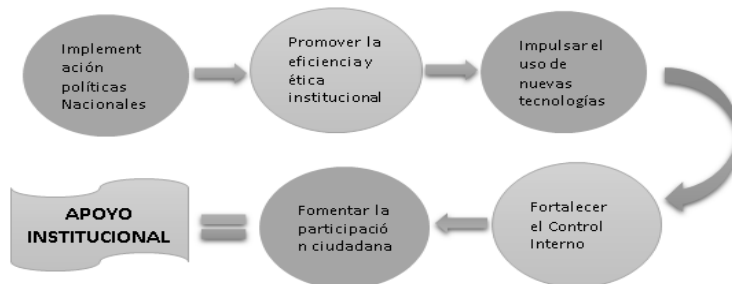 Implement
ación
políticas
Nacionales
Promover la
eficiencia y
ética
institucional
Impulsar el
uso de
nuevas
tecnologías
Fortalecer
el Control
Interno
Fomentar la
participació
n ciudadana
APOYO
INSTITUCIONAL